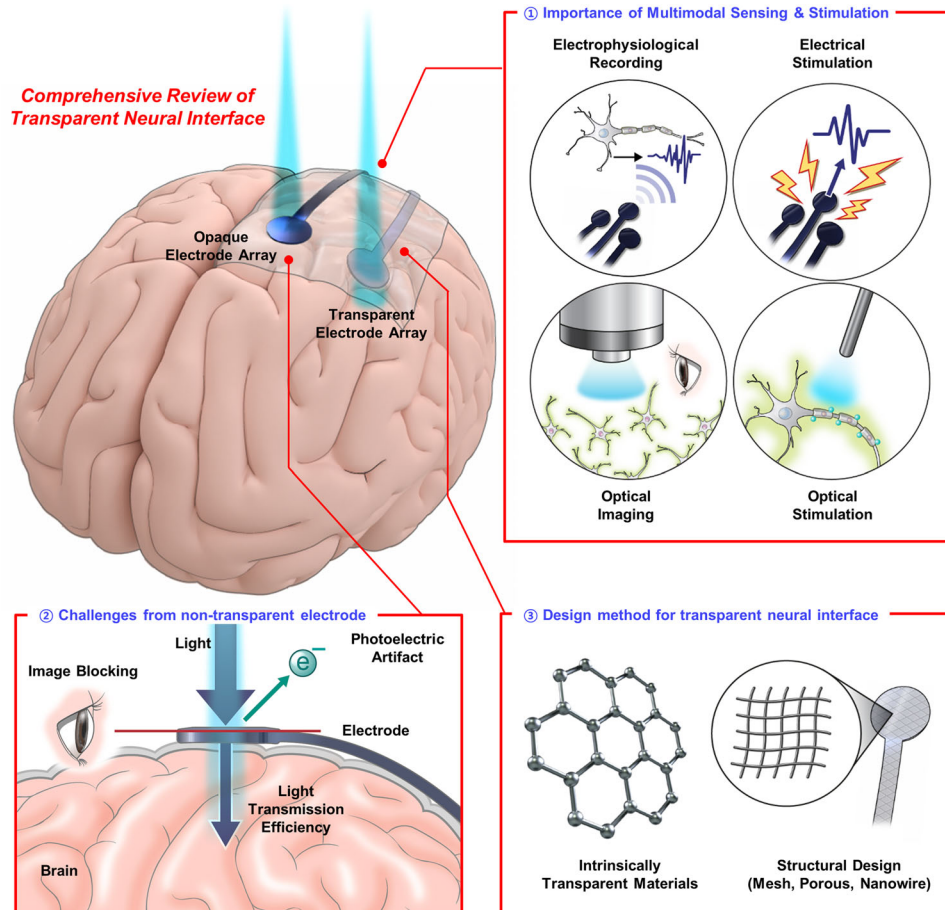 Comprehensive Review of
Transparent Neural Interface
Opaque
Electrode Array
Transparent
Electrode Array
① Importance of Multimodal Sensing & Stimulation
Electrophysiological
Recording
Electrical
Stimulation
Optical
Imaging
Optical
Stimulation
② Challenges from non-transparent electrode
Light
Photoelectric
Artifact
e−
Image Blocking
Electrode
Light
Transmission
Efficiency
Brain
③ Design method for transparent neural interface
Intrinsically
Transparent Materials
Structural Design
(Mesh, Porous, Nanowire)